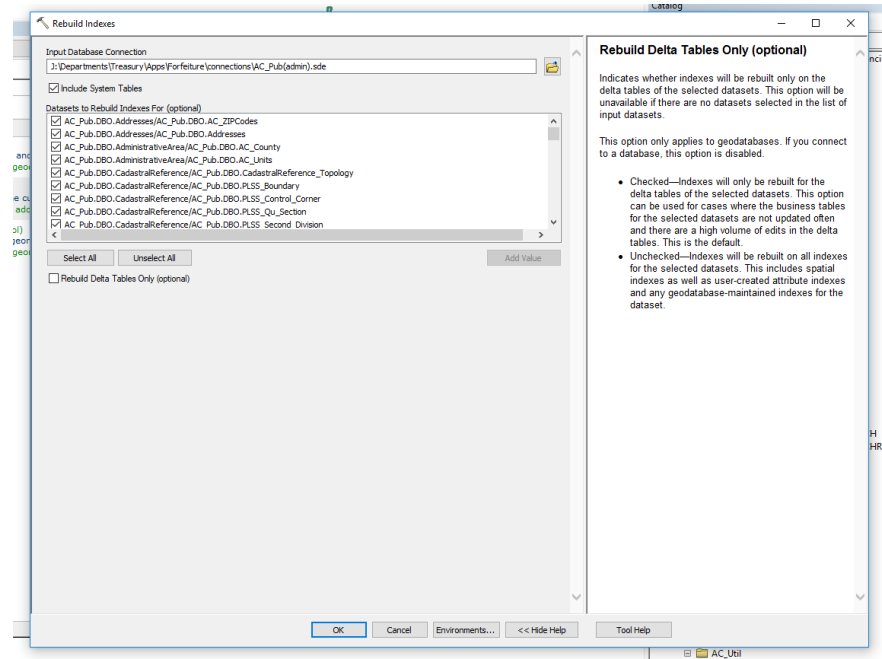 Catalog
Rebuild Indexes
Input Database Connection
J:\Departments\Treasury\Apps\Forfeiture\connections\AC_Pub(admin).sde
Include System Tables
Datasets to Rebuild Indexes For (optional)
AC_Pub.DBO.Addresses/AC_Pub.DBO.AC_ZIPCodes
AC_Pub.DBO.Addresses/AC_Pub.DBO.Addresses
AC_Pub.DBO.AdministrativeArea/AC_Pub.DBO.AC_County
AC_Pub.DBO.AdministrativeArea/AC_Pub.DBO.AC_Units
AC_Pub.DBO.CadastralReference/AC_Pub.DBO.CadastralReference_Topology
AC_Pub.DBO.CadastralReference/AC_Pub.DBO.PLSS_Boundary
AC_Pub.DBO.CadastralReference/AC_Pub.DBO.PLSS_Control_Corner
AC_Pub.DBO.CadastralReference/AC_Pub.DBO.PLSS_Qu_Section
AC_Pub.DBO.CadastralReference/AC_Pub.DBO.PLSS_Second_Division
Select All Unselect All Add Value
Rebuild Delta Tables Only (optional)
OK Cancel Environments... << Hide Help Tool Help
Rebuild Delta Tables Only (optional)
Indicates whether indexes will be rebuilt only on the
delta tables of the selected datasets. This option will be
unavailable if there are no datasets selected in the list of
input datasets.
This option only applies to geodatabases. If you connect
to a database, this option is disabled.
• Checked—Indexes will only be rebuilt for the
delta tables of the selected datasets. This option
can be used for cases where the business tables
for the selected datasets are not updated often
and there are a high volume of edits in the delta
tables. This is the default.
• Unchecked—Indexes will be rebuilt on all indexes
for the selected datasets. This includes spatial
indexes as well as user-created attribute indexes
and any geodatabase-maintained indexes for the
dataset.
AC_Util